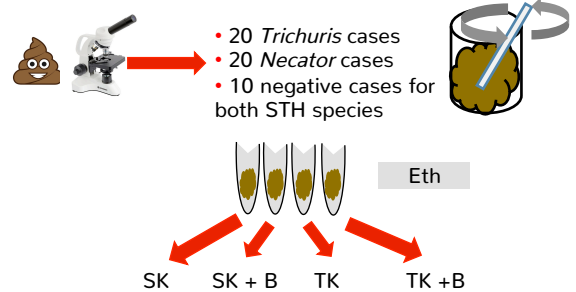 • 20 Trichuris cases
• 20 Necator cases
• 10 negative cases for
both STH species
Eth
SK
SK + B
TK
TK +B